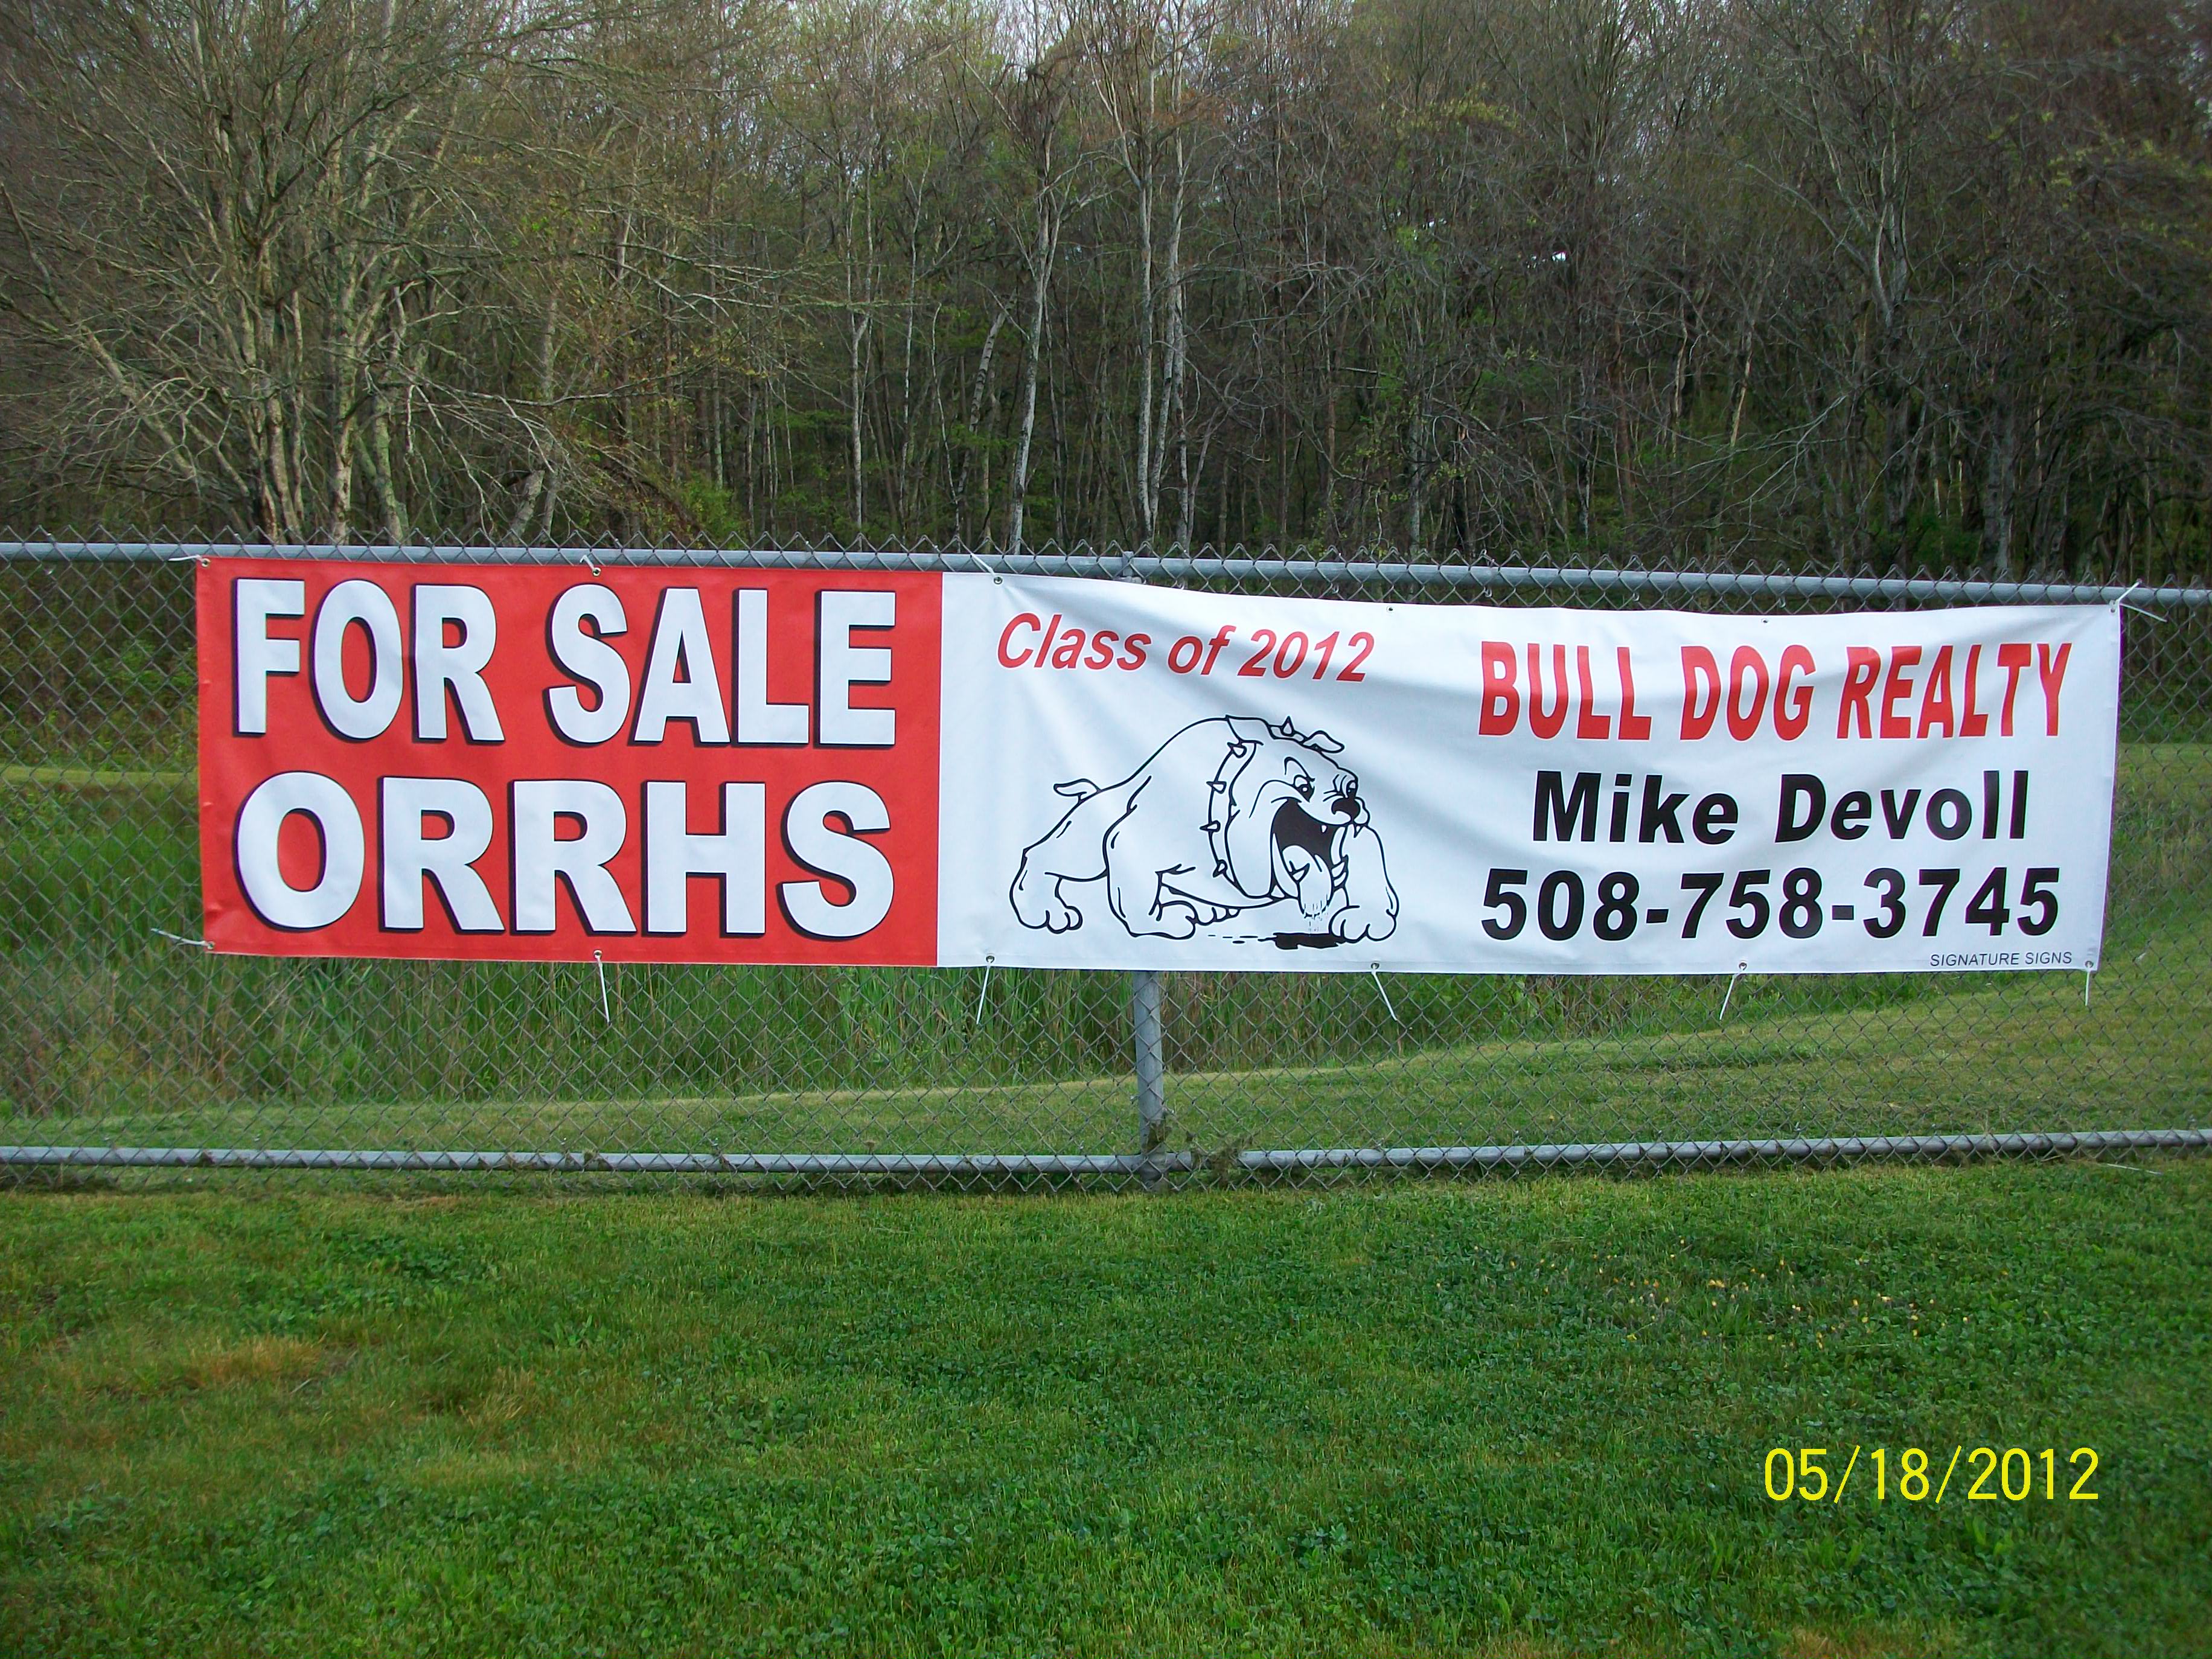 FOR SALE
ORRHS
Class of 2012
BULL DOG REALTY
Mike Devoll
508-758-3745
SIGNATURE SIGNS
05/18/2012